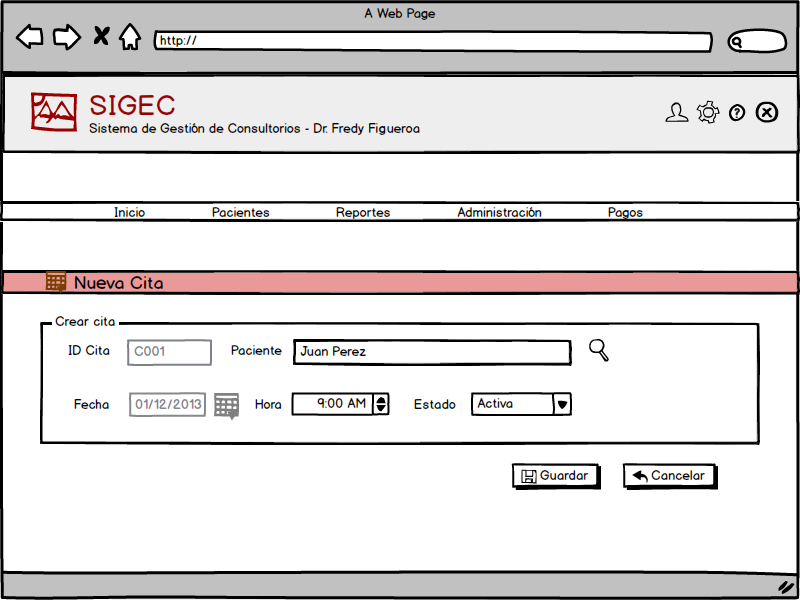 A Web Page
http://
SIGEC
Sistema de Gestión de Consultorios - Dr. Fredy Figueroa
Inicio Pacientes Reportes Administración Pagos
Nueva Cita
Crear cita
ID Cita C001 Paciente Juan Perez
Fecha 01/12/2013 Hora 9:00 AM Estado Activa
Guardar Cancelar